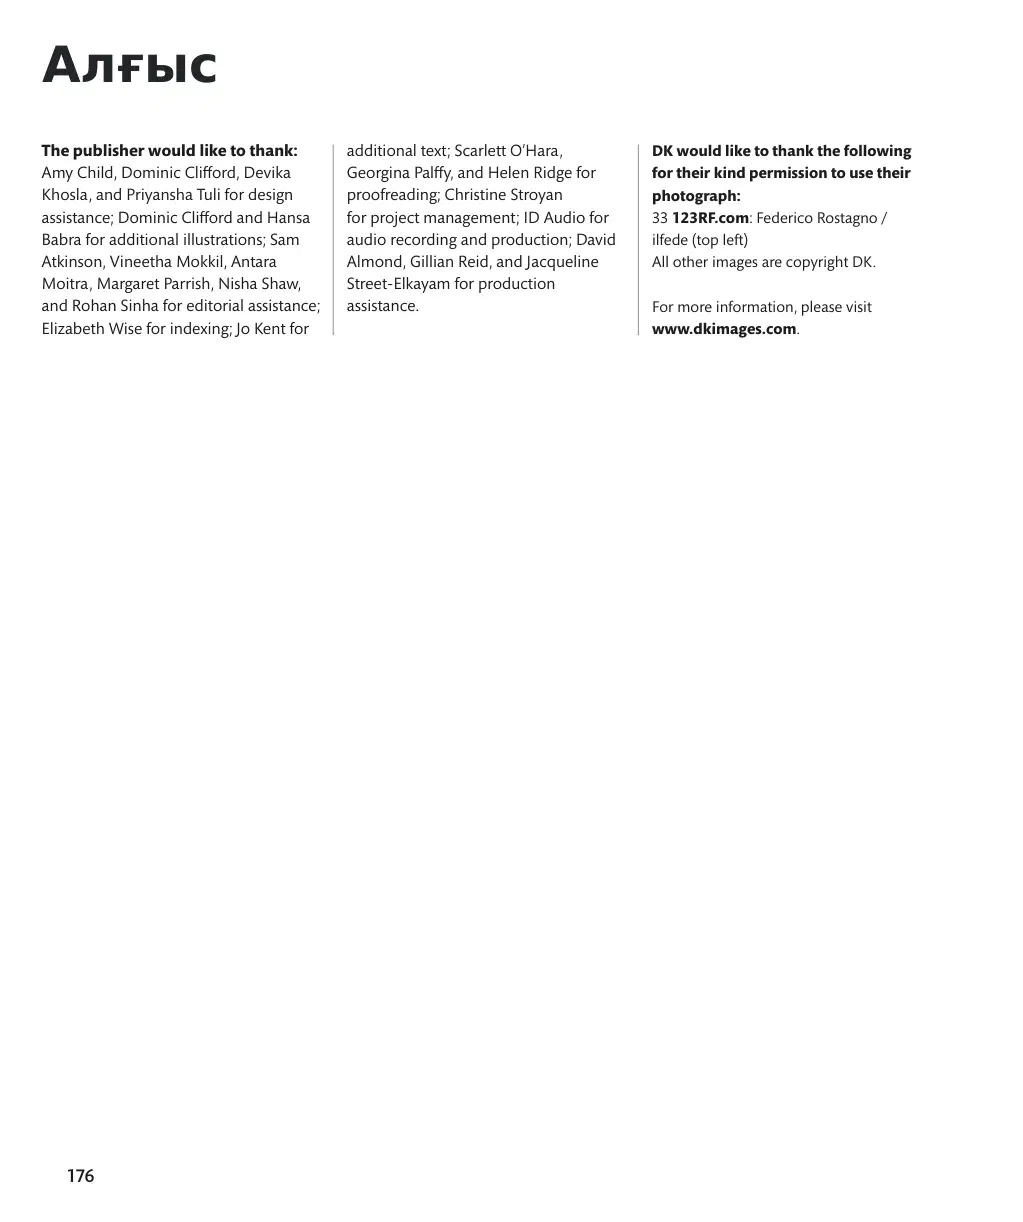 Алғыс
The publisher would like to thank:
Amy Child, Dominic Clifford, Devika
Khosla, and Priyansha Tuli for design
assistance; Dominic Clifford and Hansa
Babra for additional illustrations; Sam
Atkinson, Vineetha Mokkil, Antara
Moitra, Margaret Parrish, Nisha Shaw,
and Rohan Sinha for editorial assistance;
Elizabeth Wise for indexing; Jo Kent for
additional text; Scarlett O’Hara,
Georgina Palffy, and Helen Ridge for
proofreading; Christine Stroyan
for project management; ID Audio for
audio recording and production; David
Almond, Gillian Reid, and Jacqueline
Street-Elkayam for production
assistance.
DK would like to thank the following
for their kind permission to use their
photograph:
33 123RF.com: Federico Rostagno /
ilfede (top left)
All other images are copyright DK.
For more information, please visit
www.dkimages.com.
176